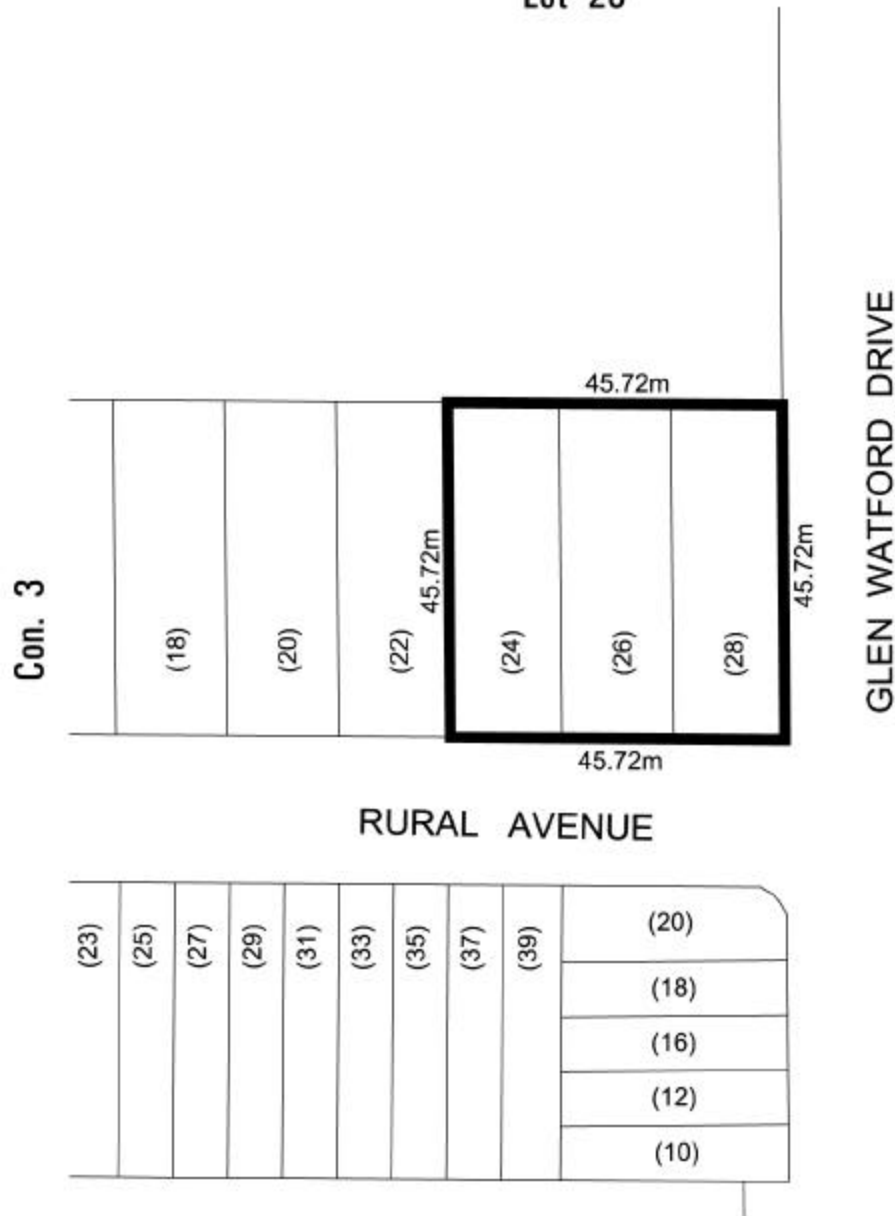 45.72m
Con. 3
(18)
(20)
(22)
45.72m
(24)
(26)
(28)
45.72m
GLEN WATFORD DRIVE
45.72m
RURAL AVENUE
(23)
(25)
(27)
(29)
(31)
(33)
(35)
(37)
(39)
(20)
(18)
(16)
(12)
(10)